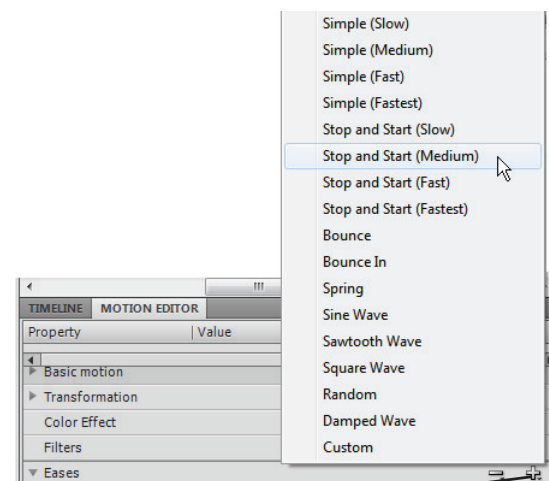 Simple (Slow)
Simple (Medium)
Simple (Fast)
Simple (Fastest)
Stop and Start (Slow)
Stop and Start (Medium)
Stop and Start (Fast)
Stop and Start (Fastest)
Bounce
Bounce In
Spring
Sine Wave
Sawtooth Wave
Square Wave
Random
Damped Wave
Custom
TIMELINE MOTION EDITOR
Property Value
Basic motion
Transformation
Color Effect
Filters
Eases